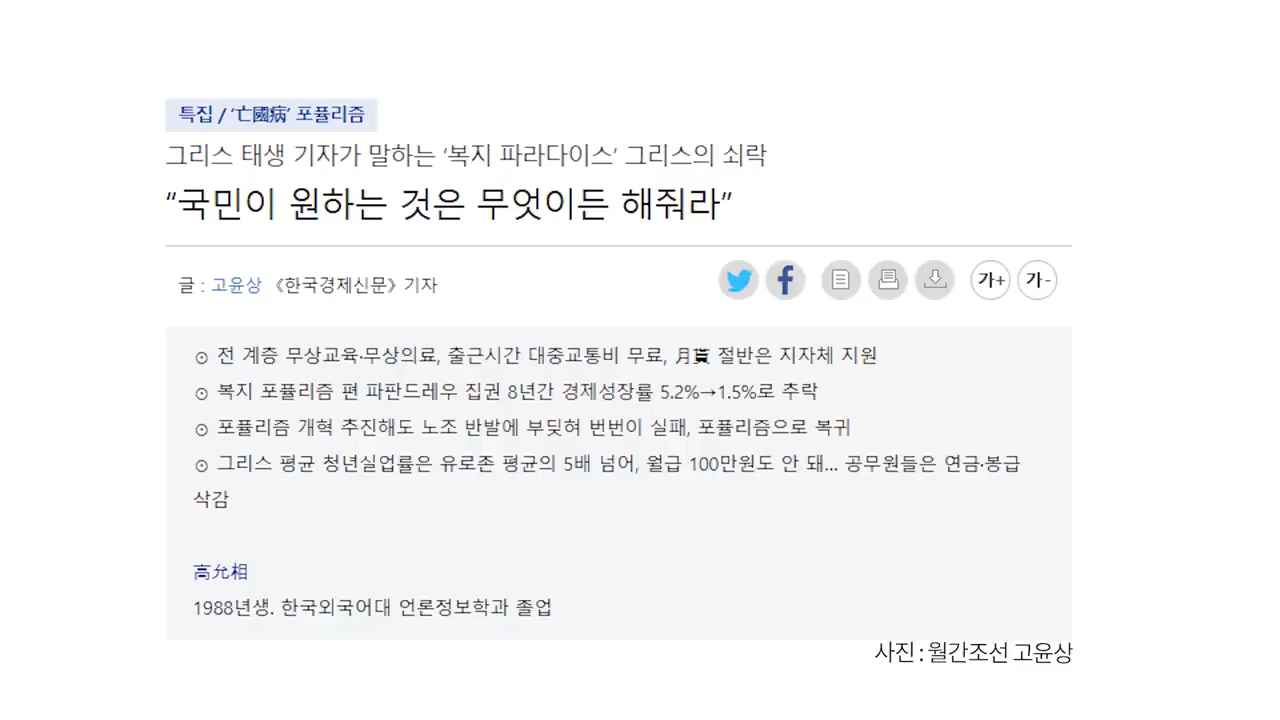 특집 / ‘亡國病’ 포퓰리즘
그리스 태생 기자가 말하는 ‘복지 파라다이스’ 그리스의 쇠락
“국민이 원하는 것은 무엇이든 해줘라”
글 : 고윤상 《한국경제신문》 기자
가+ 가-
⊙ 전 계층 무상교육·무상의료, 출근시간 대중교통비 무료, 月貰 절반은 지자체 지원
⊙ 복지 포퓰리즘 편 파판드레우 집권 8년간 경제성장률 5.2%→1.5%로 추락
⊙ 포퓰리즘 개혁 추진해도 노조 반발에 부딪혀 번번이 실패, 포퓰리즘으로 복귀
⊙ 그리스 평균 청년실업률은 유로존 평균의 5배 넘어, 월급 100만원도 안 돼... 공무원들은 연금·봉급
삭감
高允相
1988년생. 한국외국어대 언론정보학과 졸업
사진 : 월간조선 고윤상